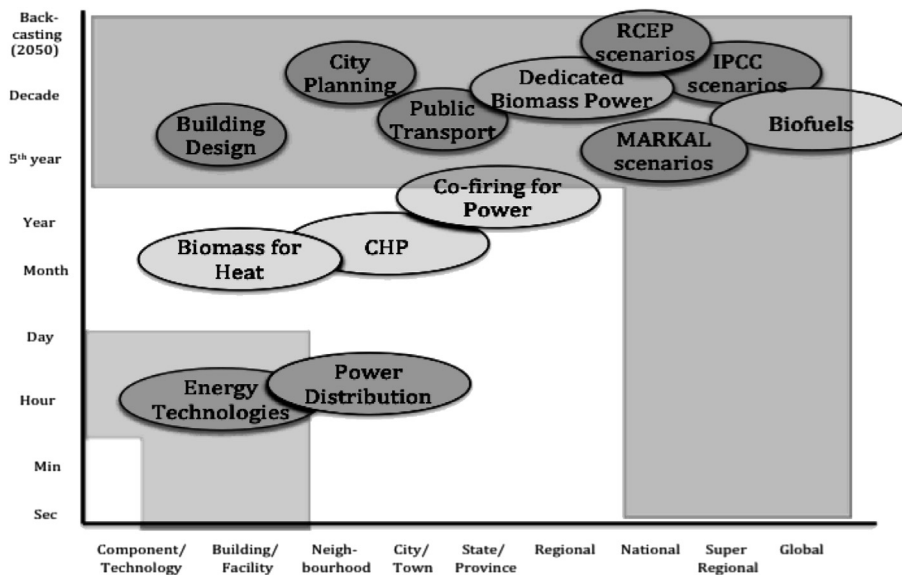 Back-
casting
(2050)
Decade
5th year
Year
Month
Day
Hour
Min
Sec
RCEP
scenarios
IPCC
scenarios
City
Planning
Dedicated
Biomass Power
Public
Transport
Biofuels
Building
Design
MARKAL
scenarios
Co-firing for
Power
Biomass for
Heat
CHP
Energy
Technologies
Power
Distribution
Component/
Technology
Building/
Facility
Neigh-
bourhood
City/
Town
State/
Province
Regional
National
Super
Regional
Global